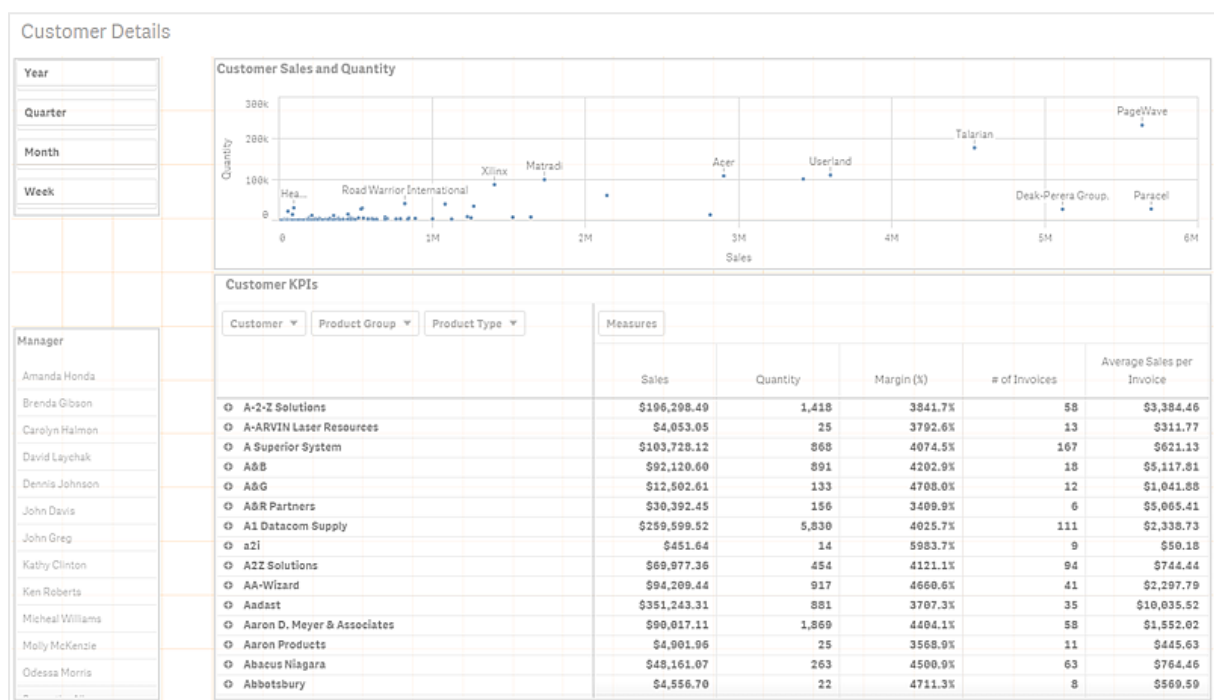 Customer Details
Year
Quarter
Month
Week
Manager
Amanda Honda
Brenda Gibson
Carolyn Halmon
David Laychak
Dennis Johnson
John Davis
John Greg
Kathy Clinton
Ken Roberts
Micheal Williams
Molly McKenzie
Odessa Morris
Customer Sales and Quantity
Quantity
300k
200k
100k
0
PageWave
Talarian
Userland
Acer
Matradi
Xilinx
Road Warrior International
Hea...
Deak-Perera Group.
Paracel
0 1M 2M 3M 4M 5M 6M
Sales
Customer KPIs
Customer Product Group Product Type Measures
Sales Quantity Margin (%) # of Invoices Average Sales per
Invoice
A-2-Z Solutions $196,298.49 1,418 3841.7% 58 $3,384.46
A-ARVIN Laser Resources $4,053.05 25 3792.6% 13 $311.77
A Superior System $103,728.12 868 4074.5% 167 $621.13
A&B $92,120.60 891 4202.9% 18 $5,117.81
A&G $12,502.61 133 4708.0% 12 $1,041.88
A&R Partners $30,392.45 156 3409.9% 6 $5,065.41
A1 Datacom Supply $259,599.52 5,830 4025.7% 111 $2,338.73
a2i $451.64 14 5983.7% 9 $50.18
A2Z Solutions $69,977.36 454 4121.1% 94 $744.44
AA-Wizard $94,209.44 917 4660.6% 41 $2,297.79
Aadast $351,243.31 881 3707.3% 35 $10,035.52
Aaron D. Meyer & Associates $90,017.11 1,869 4404.1% 58 $1,552.02
Aaron Products $4,901.96 25 3568.9% 11 $445.63
Abacus Niagara $48,161.07 263 4500.9% 63 $764.46
Abbotsbury $4,556.70 22 4711.3% 8 $569.59